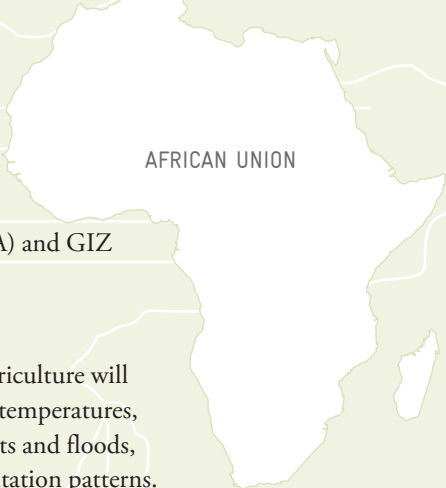 AFRICAN UNION
A) and GIZ
riculture will
temperatures,
ts and floods,
tation patterns.